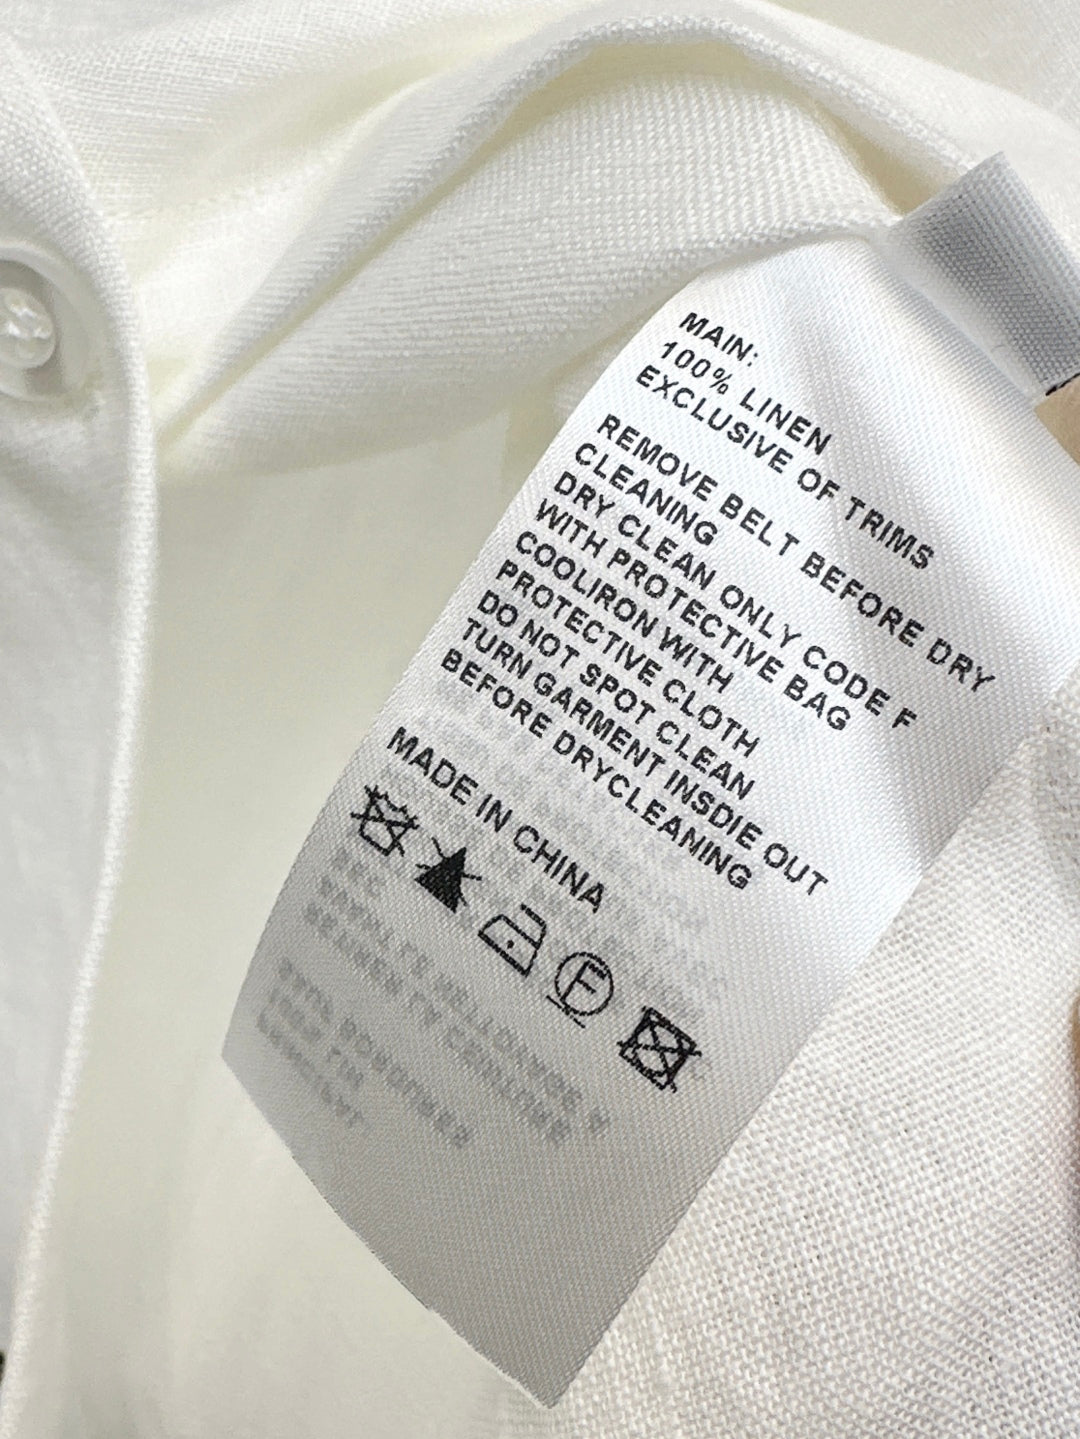 MAIN:
100% LINEN
EXCLUSIVE OF TRIMS
REMOVE BELT BEFORE DRY
CLEANING
DRY CLEAN ONLY CODE F
WITH PROTECTIVE BAG
COOLIRON WITH
PROTECTIVE CLOTH
DO NOT SPOT CLEAN
TURN GARMENT INSDIE OUT
BEFORE DRYCLEANING
MADE IN CHINA
F